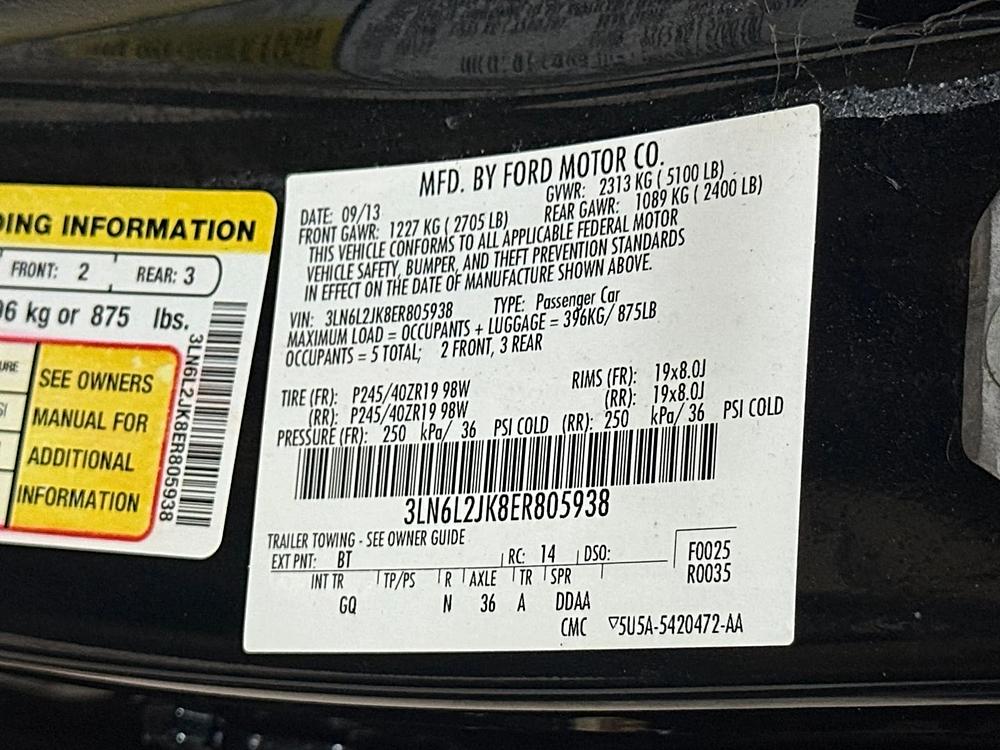 DING INFORMATION
FRONT: 2 REAR: 3
96 kg or 875 lbs.
SEE OWNERS
MANUAL FOR
ADDITIONAL
INFORMATION
3LN6L2JK8ER805938
MFD. BY FORD MOTOR CO.
DATE: 09/13 GVWR: 2313 KG ( 5100 LB)
FRONT GAWR: 1227 KG ( 2705 LB) REAR GAWR: 1089 KG ( 2400 LB)
THIS VEHICLE CONFORMS TO ALL APPLICABLE FEDERAL MOTOR
VEHICLE SAFETY, BUMPER, AND THEFT PREVENTION STANDARDS
IN EFFECT ON THE DATE OF MANUFACTURE SHOWN ABOVE.
VIN: 3LN6L2JK8ER805938 TYPE: Passenger Car
MAXIMUM LOAD = OCCUPANTS + LUGGAGE = 396KG/ 875LB
OCCUPANTS = 5 TOTAL; 2 FRONT, 3 REAR
TIRE (FR): P245/40ZR19 98W RIMS (FR): 19x8.0J
(RR): P245/40ZR19 98W (RR): 19x8.0J
PRESSURE (FR): 250 kPa/ 36 PSI COLD (RR): 250 kPa/ 36 PSI COLD
3LN6L2JK8ER805938
TRAILER TOWING - SEE OWNER GUIDE
EXT PNT: BT RC: 14 DSO: F0025
INT TR TP/PS R AXLE TR SPR R0035
GQ N 36 A DDAA
CMC ▽5U5A-5420472-AA